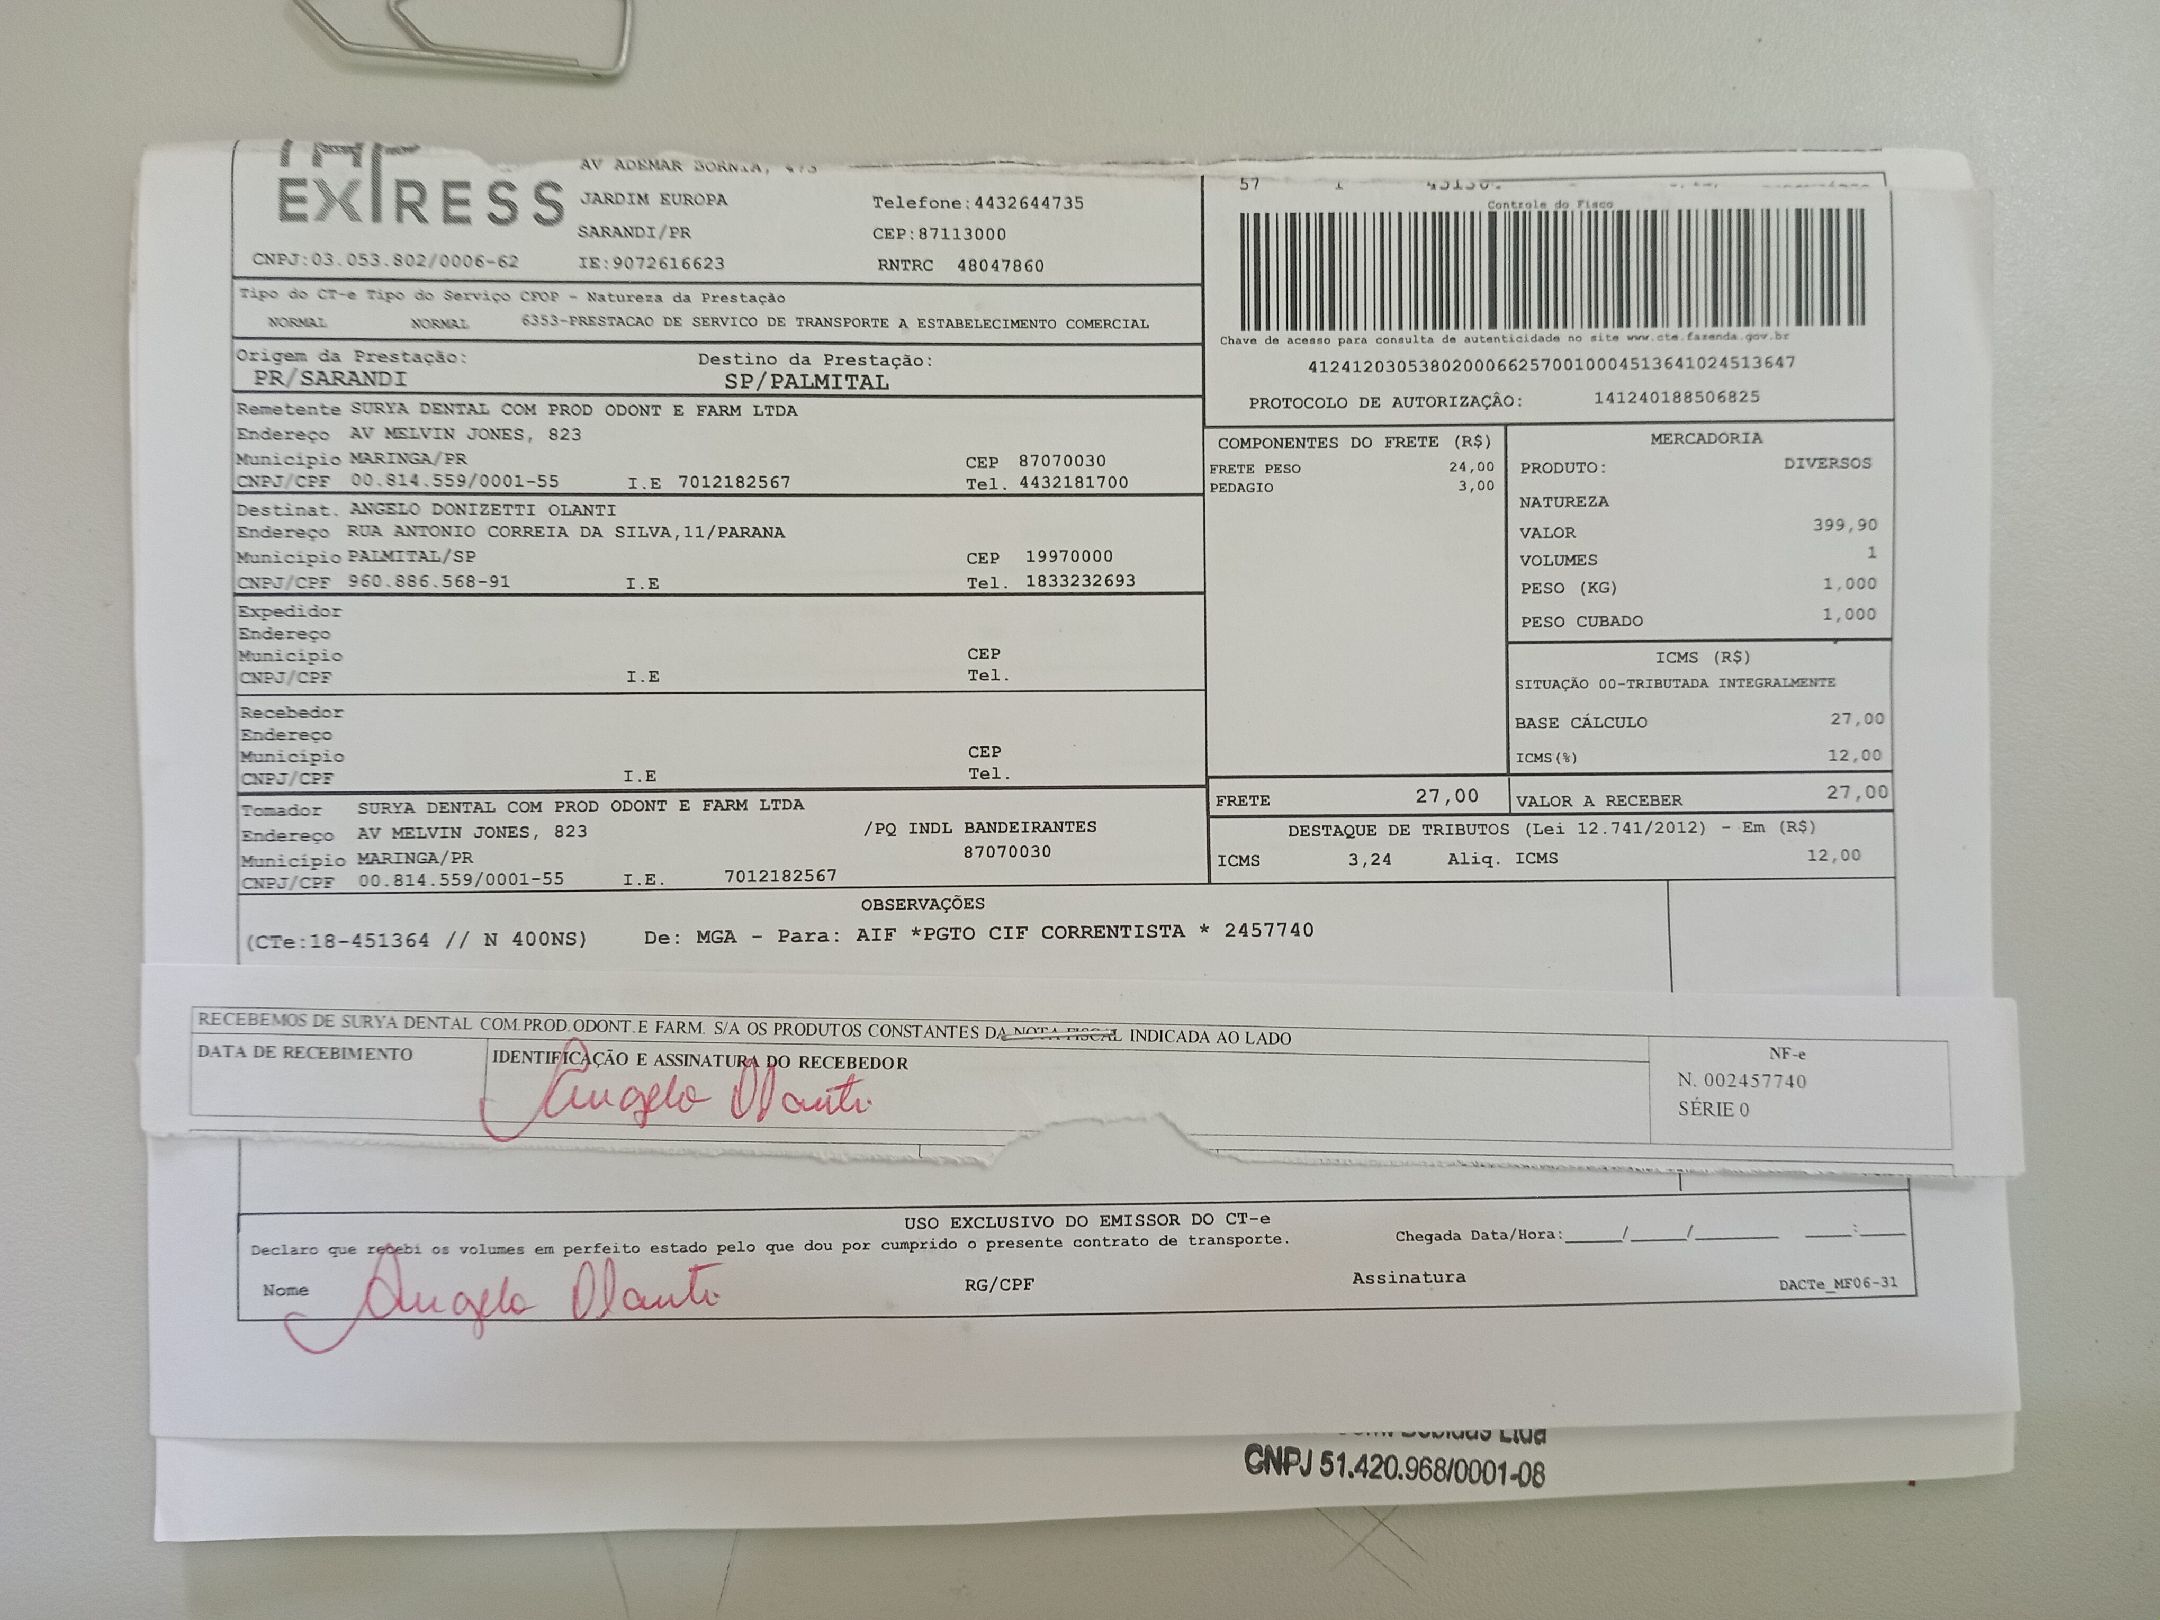 EXPRESS
AV ADEMAR BORNIA,
JARDIM EUROPA
Telefone:4432644735
SARANDI/PR
CEP:87113000
CNPJ:03.053.802/0006-62
IE:9072616623
RNTRC 48047860
57 1
Controle do Fisco
Tipo do CT-e Tipo do Serviço CFOP - Natureza da Prestação
NORMAL NORMAL 6353-PRESTACAO DE SERVICO DE TRANSPORTE A ESTABELECIMENTO COMERCIAL
Chave de acesso para consulta de autenticidade no site www.cte.fazenda.gov.br
41241203053802000662570010004513641024513647
PROTOCOLO DE AUTORIZAÇÂO: 141240188506825
Origem da Prestação: Destino da Prestação:
PR/SARANDI SP/PALMITAL
Remetente SURYA DENTAL COM PROD ODONT E FARM LTDA
Endereço AV MELVIN JONES, 823
Município MARINGA/PR CEP 87070030
CNPJ/CPF 00.814.559/0001-55 I.E 7012182567 Tel. 4432181700
Destinat. ANGELO DONIZETTI OLANTI
Endereço RUA ANTONIO CORREIA DA SILVA,11/PARANA
Município PALMITAL/SP CEP 19970000
CNPJ/CPF 960.886.568-91 I.E Tel. 1833232693
Expedidor
Endereço
Município CEP
CNPJ/CPF I.E Tel.
Recebedor
Endereço
Município CEP
CNPJ/CPF I.E Tel.
Tomador SURYA DENTAL COM PROD ODONT E FARM LTDA
Endereço AV MELVIN JONES, 823 /PQ INDL BANDEIRANTES
Município MARINGA/PR 87070030
CNPJ/CPF 00.814.559/0001-55 I.E. 7012182567
COMPONENTES DO FRETE (R$)
FRETE PESO 24,00
PEDAGIO 3,00
MERCADORIA
PRODUTO: DIVERSOS
NATUREZA
VALOR 399,90
VOLUMES 1
PESO (KG) 1,000
PESO CUBADO 1,000
ICMS (R$)
SITUAÇÃO 00-TRIBUTADA INTEGRALMENTE
BASE CÁLCULO 27,00
ICMS(%) 12,00
FRETE 27,00 VALOR A RECEBER 27,00
DESTAQUE DE TRIBUTOS (Lei 12.741/2012) - Em (R$)
ICMS 3,24 Aliq. ICMS 12,00
OBSERVAÇÕES
(CTe:18-451364 // N 400NS) De: MGA - Para: AIF *PGTO CIF CORRENTISTA * 2457740
RECEBEMOS DE SURYA DENTAL COM.PROD.ODONT.E FARM. S/A OS PRODUTOS CONSTANTES DA NOTA FISCAL INDICADA AO LADO
DATA DE RECEBIMENTO IDENTIFICAÇÃO E ASSINATURA DO RECEBEDOR
Angelo Olanti
NF-e
N. 002457740
SÉRIE 0
USO EXCLUSIVO DO EMISSOR DO CT-e
Declaro que recebi os volumes em perfeito estado pelo que dou por cumprido o presente contrato de transporte. Chegada Data/Hora:_____/_____/_______ ____:____
Nome Angelo Olanti RG/CPF Assinatura DACTe_MF06-31
Bebidas Ltda
CNPJ 51.420.968/0001-08